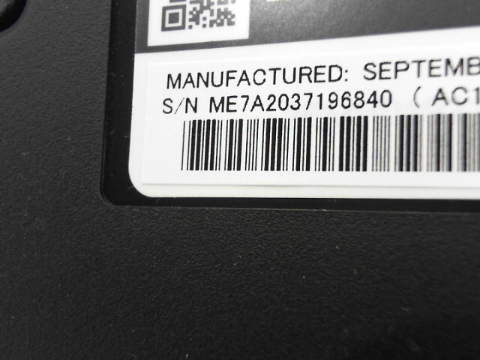 MANUFACTURED: SEPTEMB
S/N ME7A2037196840 ( AC1